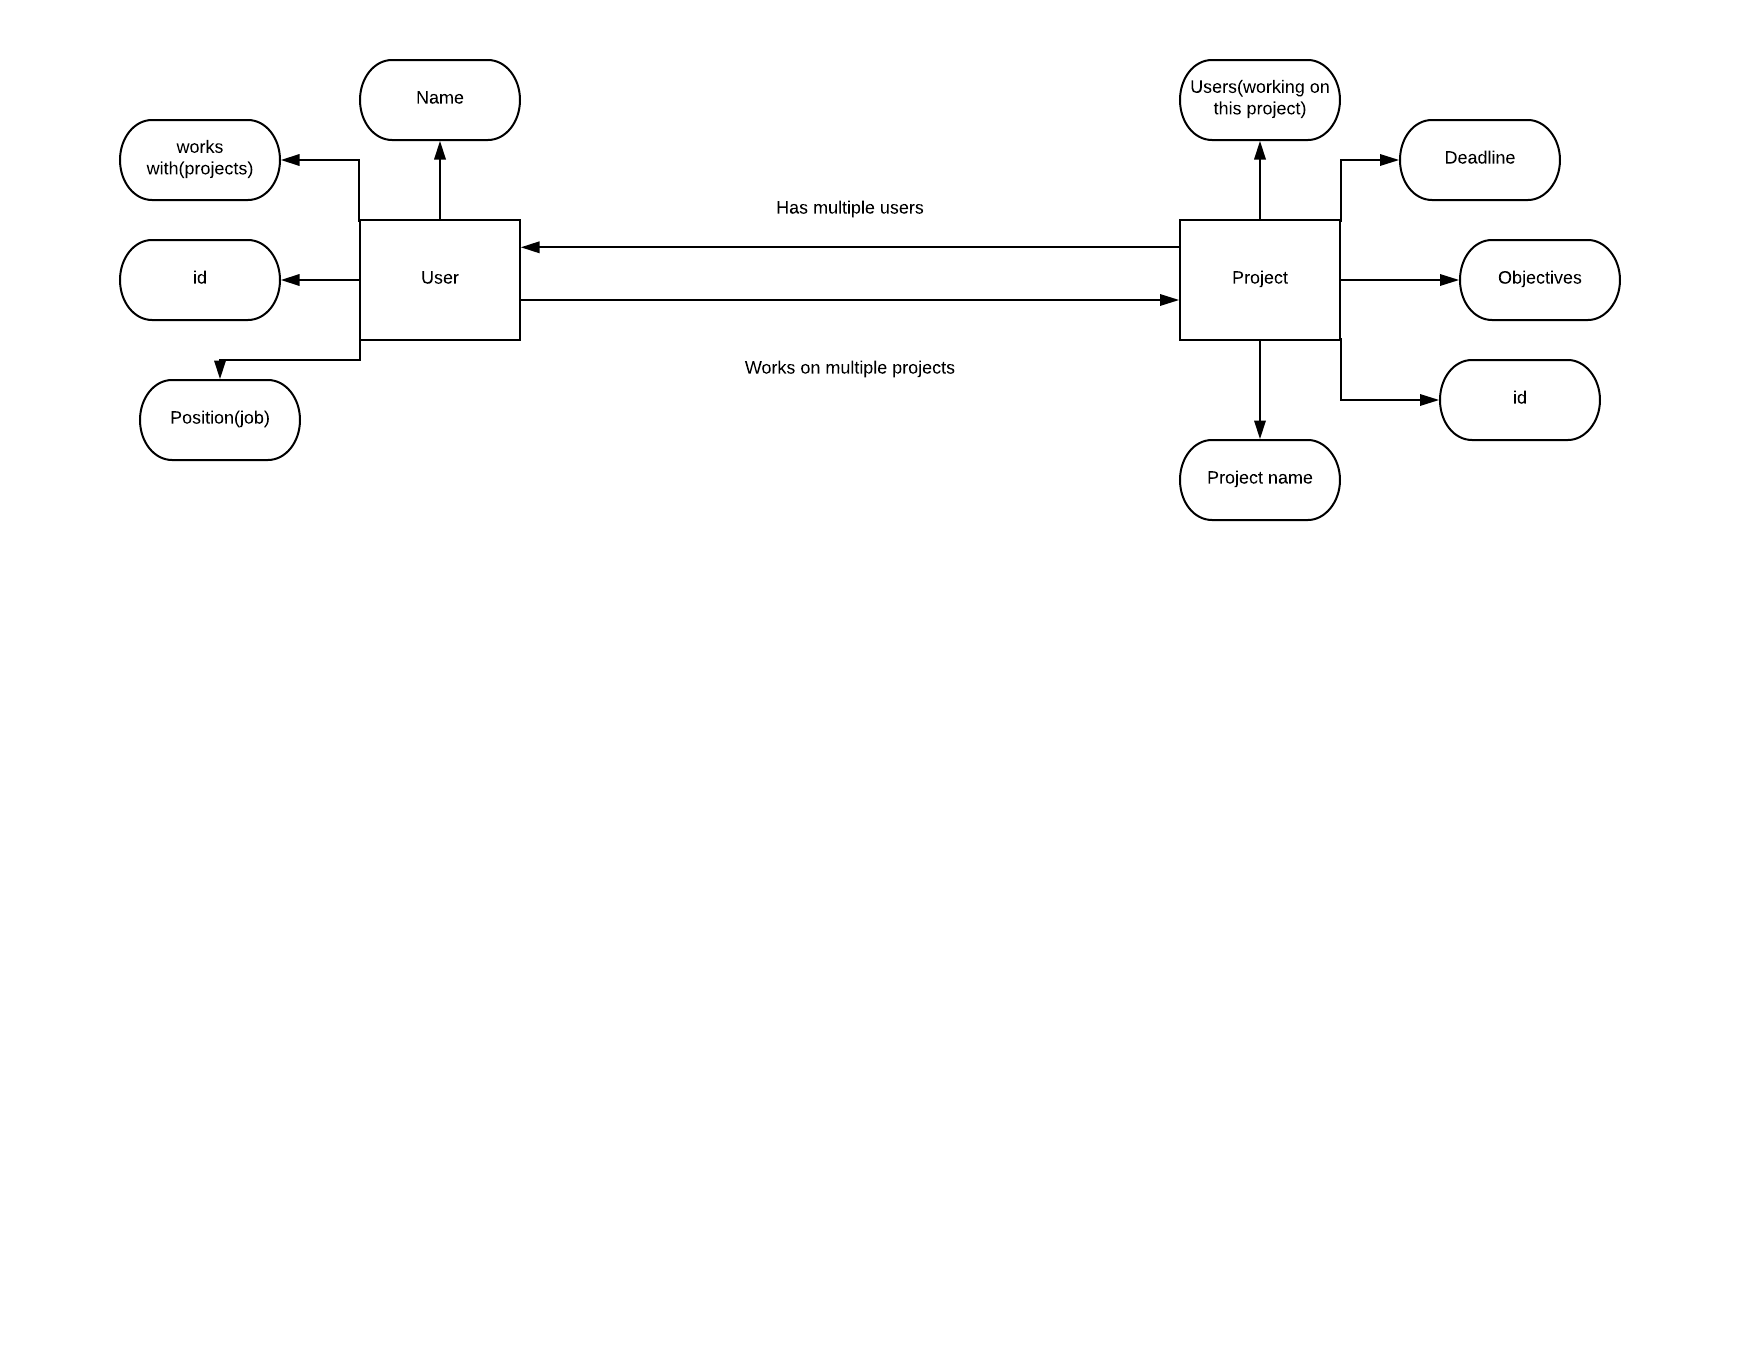 Name
Users(working on
this project)
works
with(projects)
Deadline
Has multiple users
id
User
Project
Objectives
Works on multiple projects
Position(job)
id
Project name